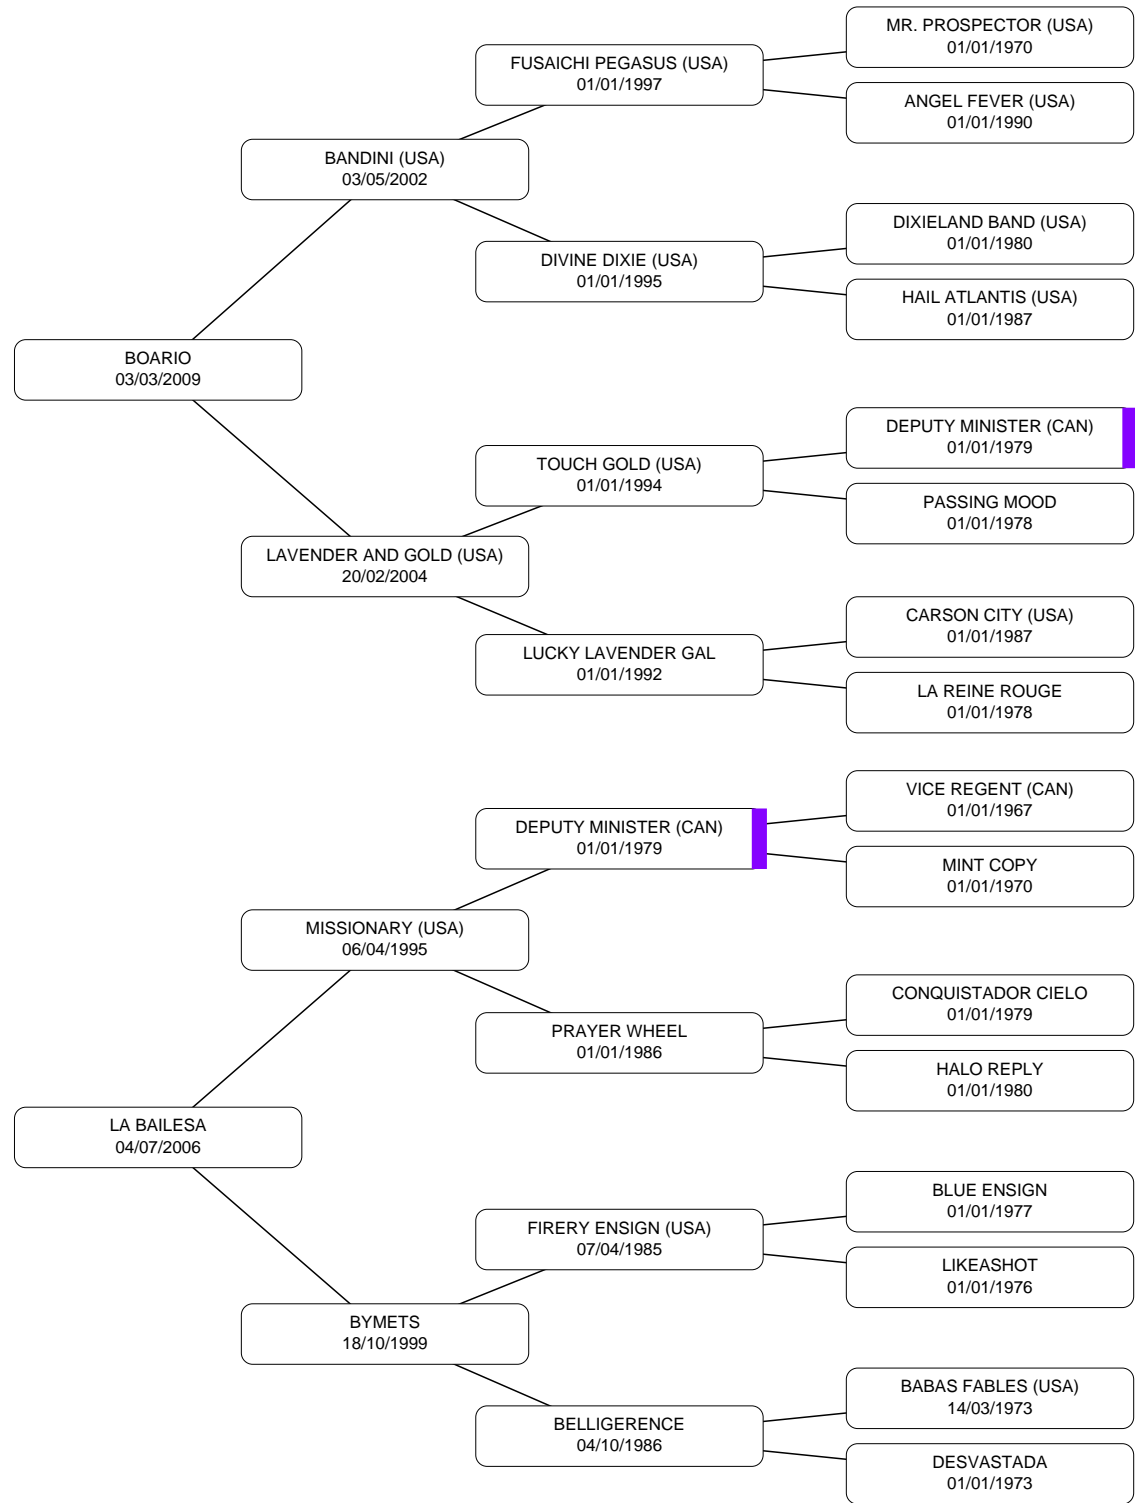 MR. PROSPECTOR (USA)
01/01/1970
FUSAICHI PEGASUS (USA)
01/01/1997
ANGEL FEVER (USA)
01/01/1990
BANDINI (USA)
03/05/2002
DIXIELAND BAND (USA)
01/01/1980
DIVINE DIXIE (USA)
01/01/1995
HAIL ATLANTIS (USA)
01/01/1987
BOARIO
03/03/2009
DEPUTY MINISTER (CAN)
01/01/1979
TOUCH GOLD (USA)
01/01/1994
PASSING MOOD
01/01/1978
LAVENDER AND GOLD (USA)
20/02/2004
CARSON CITY (USA)
01/01/1987
LUCKY LAVENDER GAL
01/01/1992
LA REINE ROUGE
01/01/1978
VICE REGENT (CAN)
01/01/1967
DEPUTY MINISTER (CAN)
01/01/1979
MINT COPY
01/01/1970
MISSIONARY (USA)
06/04/1995
CONQUISTADOR CIELO
01/01/1979
PRAYER WHEEL
01/01/1986
HALO REPLY
01/01/1980
LA BAILESA
04/07/2006
BLUE ENSIGN
01/01/1977
FIRERY ENSIGN (USA)
07/04/1985
LIKEASHOT
01/01/1976
BYMETS
18/10/1999
BABAS FABLES (USA)
14/03/1973
BELLIGERENCE
04/10/1986
DESVASTADA
01/01/1973